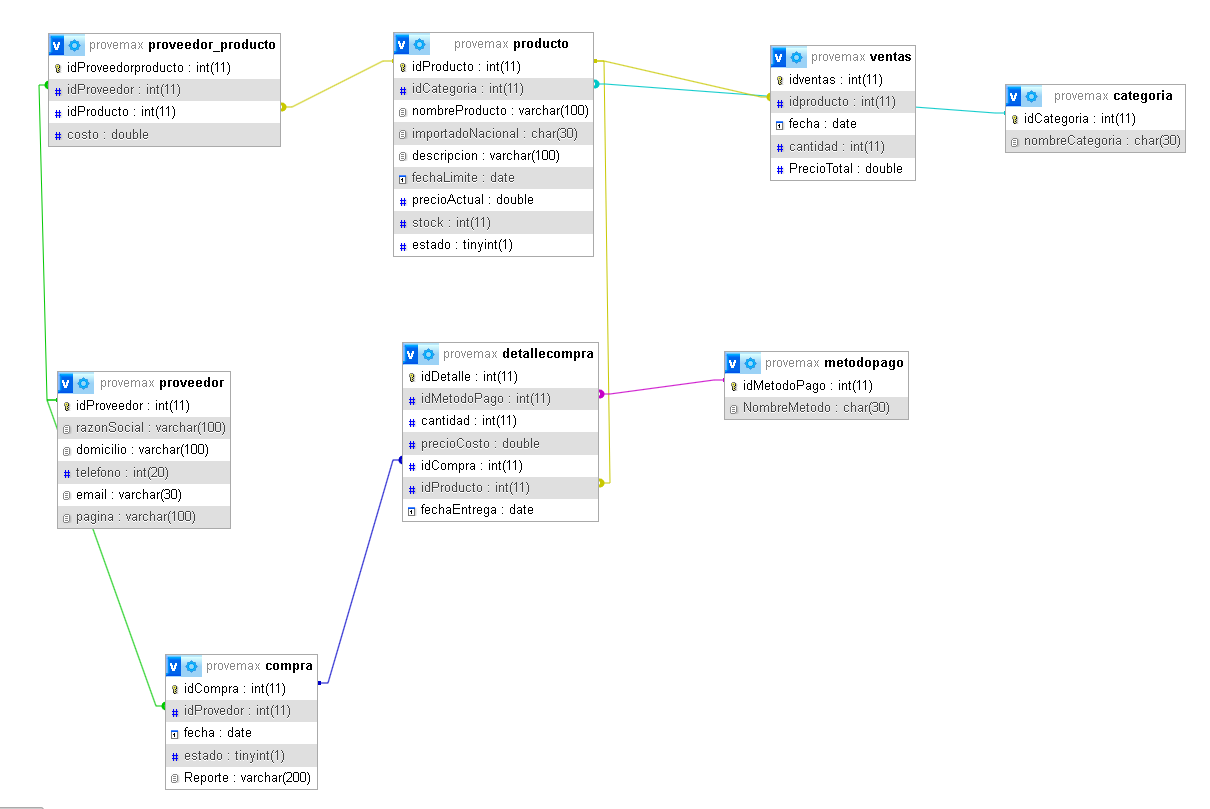 provemax proveedor_producto
idProveedorproducto : int(11)
idProveedor : int(11)
idProducto : int(11)
costo : double
provemax producto
idProducto : int(11)
idCategoria : int(11)
nombreProducto : varchar(100)
importadoNacional : char(30)
descripcion : varchar(100)
fechaLimite : date
precioActual : double
stock : int(11)
estado : tinyint(1)
provemax ventas
idventas : int(11)
idproducto : int(11)
fecha : date
cantidad : int(11)
PrecioTotal : double
provemax categoria
idCategoria : int(11)
nombreCategoria : char(30)
provemax proveedor
idProveedor : int(11)
razonSocial : varchar(100)
domicilio : varchar(100)
telefono : int(20)
email : varchar(30)
pagina : varchar(100)
provemax detallecompra
idDetalle : int(11)
idMetodoPago : int(11)
cantidad : int(11)
precioCosto : double
idCompra : int(11)
idProducto : int(11)
fechaEntrega : date
provemax metodopago
idMetodoPago : int(11)
NombreMetodo : char(30)
provemax compra
idCompra : int(11)
idProvedor : int(11)
fecha : date
estado : tinyint(1)
Reporte : varchar(200)